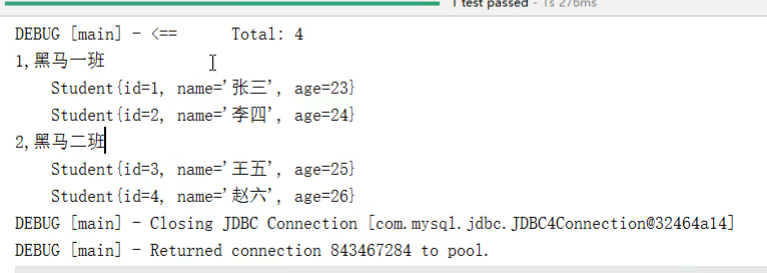 1 test passed - 1s 276ms
DEBUG [main] - <==      Total: 4
1,黑马一班
    Student{id=1, name='张三', age=23}
    Student{id=2, name='李四', age=24}
2,黑马二班
    Student{id=3, name='王五', age=25}
    Student{id=4, name='赵六', age=26}
DEBUG [main] - Closing JDBC Connection [com.mysql.jdbc.JDBC4Connection@32464a14]
DEBUG [main] - Returned connection 843467284 to pool.